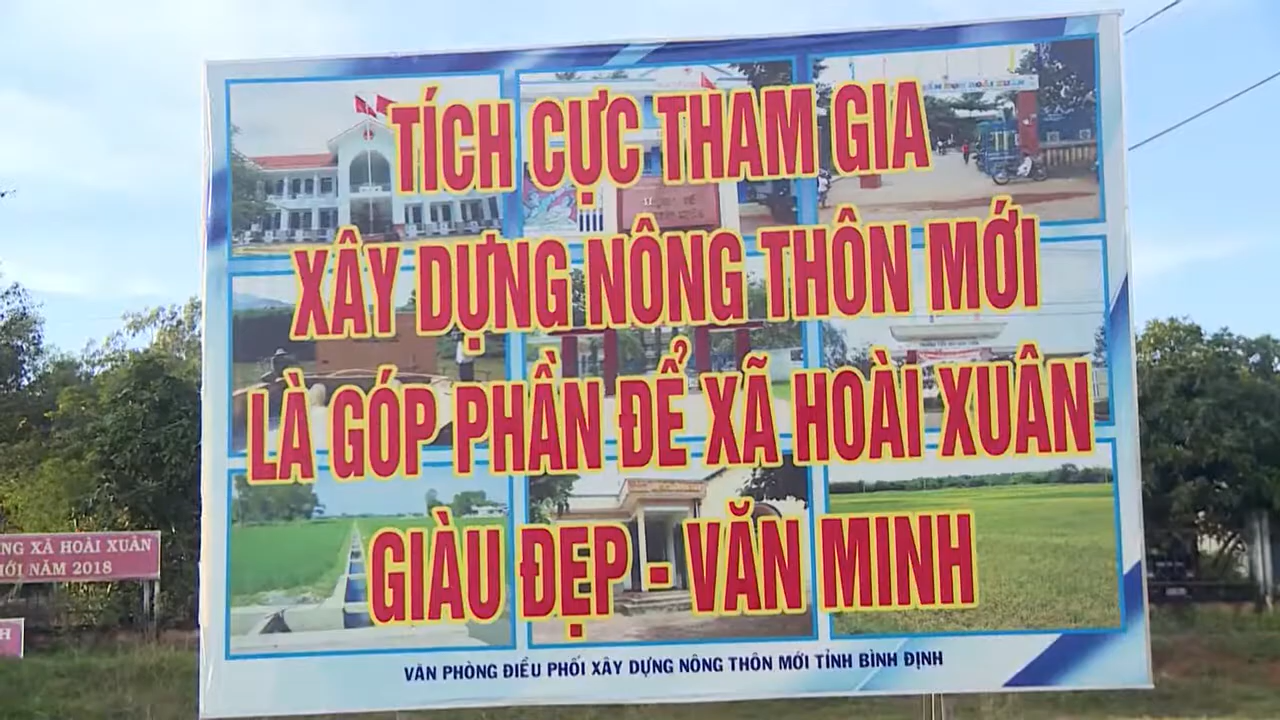 TÍCH CỰC THAM GIA
XÂY DỰNG NÔNG THÔN MỚI
LÀ GÓP PHẦN ĐỂ XÃ HOÀI XUÂN
GIÀU ĐẸP - VĂN MINH
VĂN PHÒNG ĐIỀU PHỐI XÂY DỰNG NÔNG THÔN MỚI TỈNH BÌNH ĐỊNH
NG XÃ HOÀI XUÂN
ỚI NĂM 2018
H